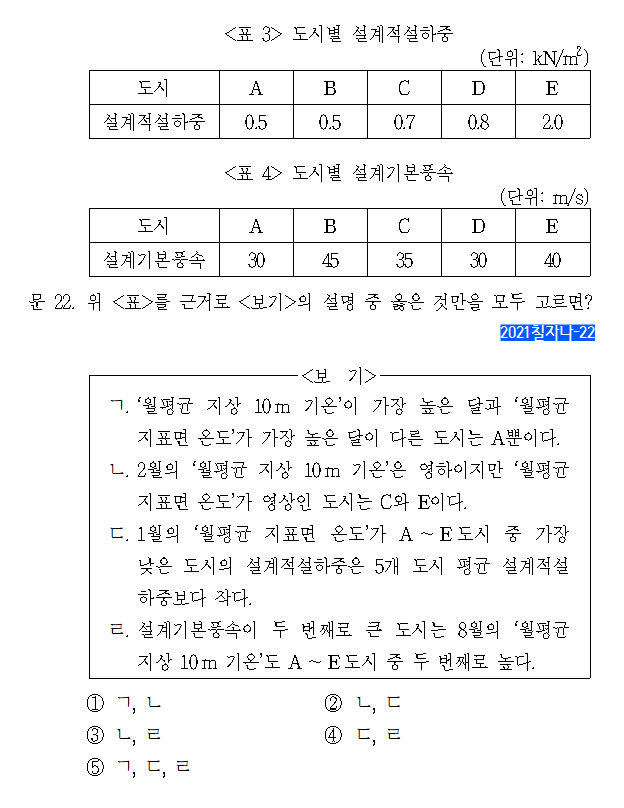 <표 3> 도시별 설계적설하중
(단위: kN/m²)
도시 A B C D E
설계적설하중 0.5 0.5 0.7 0.8 2.0
<표 4> 도시별 설계기본풍속
(단위: m/s)
도시 A B C D E
설계기본풍속 30 45 35 30 40
문 22. 위 <표>를 근거로 <보기>의 설명 중 옳은 것만을 모두 고르면?
2021칠자나-22
<보 기>
ㄱ. ‘월평균 지상 10 m 기온’이 가장 높은 달과 ‘월평균
지표면 온도’가 가장 높은 달이 다른 도시는 A뿐이다.
ㄴ. 2월의 ‘월평균 지상 10 m 기온’은 영하이지만 ‘월평균
지표면 온도’가 영상인 도시는 C와 E이다.
ㄷ. 1월의 ‘월평균 지표면 온도’가 A ~ E도시 중 가장
낮은 도시의 설계적설하중은 5개 도시 평균 설계적설
하중보다 작다.
ㄹ. 설계기본풍속이 두 번째로 큰 도시는 8월의 ‘월평균
지상 10 m 기온’도 A ~ E도시 중 두 번째로 높다.
① ㄱ, ㄴ ② ㄴ, ㄷ
③ ㄴ, ㄹ ④ ㄷ, ㄹ
⑤ ㄱ, ㄷ, ㄹ